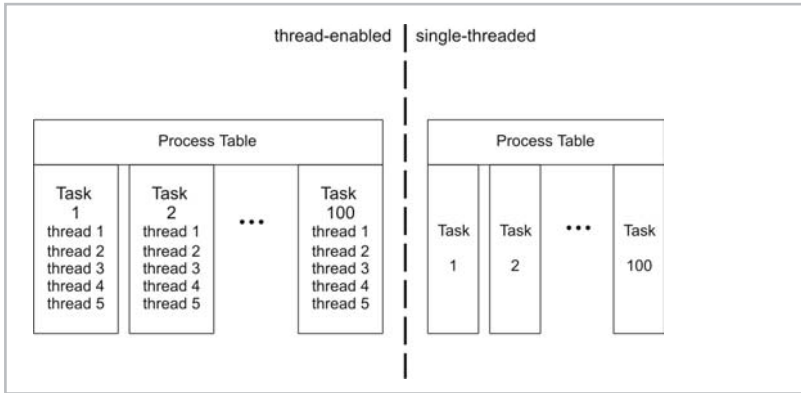 thread-enabled
single-threaded
Process Table
Task
1
thread 1
thread 2
thread 3
thread 4
thread 5
Task
2
thread 1
thread 2
thread 3
thread 4
thread 5
...
Task
100
thread 1
thread 2
thread 3
thread 4
thread 5
Process Table
Task
1
Task
2
...
Task
100